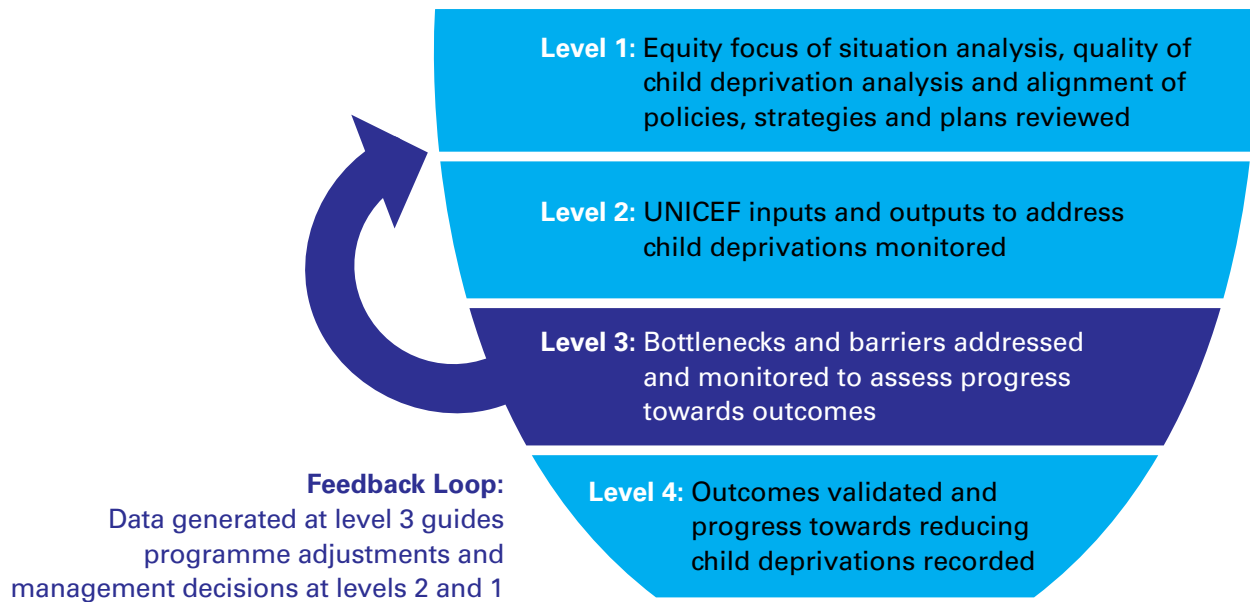 Level 1: Equity focus of situation analysis, quality of
child deprivation analysis and alignment of
policies, strategies and plans reviewed
Level 2: UNICEF inputs and outputs to address
child deprivations monitored
Level 3: Bottlenecks and barriers addressed
and monitored to assess progress
towards outcomes
Level 4: Outcomes validated and
progress towards reducing
child deprivations recorded
Feedback Loop:
Data generated at level 3 guides
programme adjustments and
management decisions at levels 2 and 1